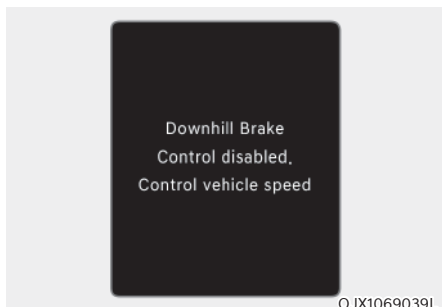 Downhill Brake
Control disabled.
Control vehicle speed
OJX1069039L